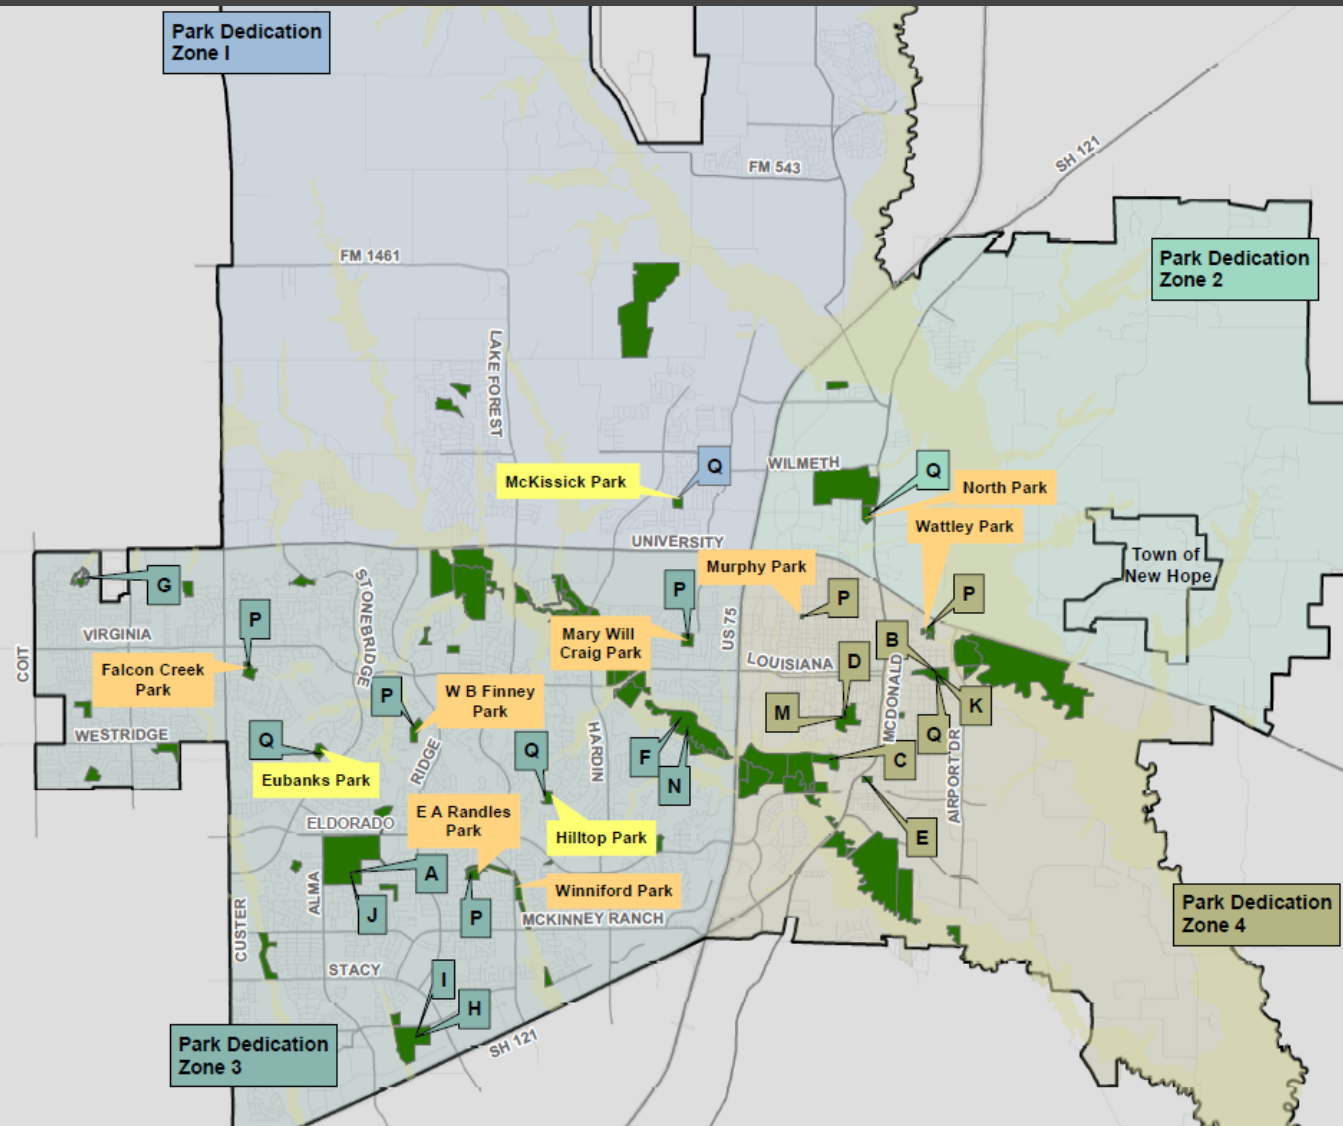 Park Dedication
Zone I
FM 543
SH 121
Park Dedication
Zone 2
FM 1461
LAKE FOREST
Q
WILMETH
Q
McKissick Park
North Park
Wattley Park
UNIVERSITY
Town of
New Hope
Murphy Park
G
P
P
P
P
STONEBRIDGE
US 75
VIRGINIA
B
Mary Will
Craig Park
COIT
LOUISIANA
D
Falcon Creek
Park
MCDONALD
P
W B Finney
Park
M
K
WESTRIDGE
Q
Q
Q
HARDIN
F
C
RIDGE
Eubanks Park
N
AIRPORT DR
E A Randles
Park
ELDORADO
Hilltop Park
E
A
ALMA
Winniford Park
J
P
MCKINNEY RANCH
Park Dedication
Zone 4
CUSTER
STACY
I
H
Park Dedication
Zone 3
SH 121